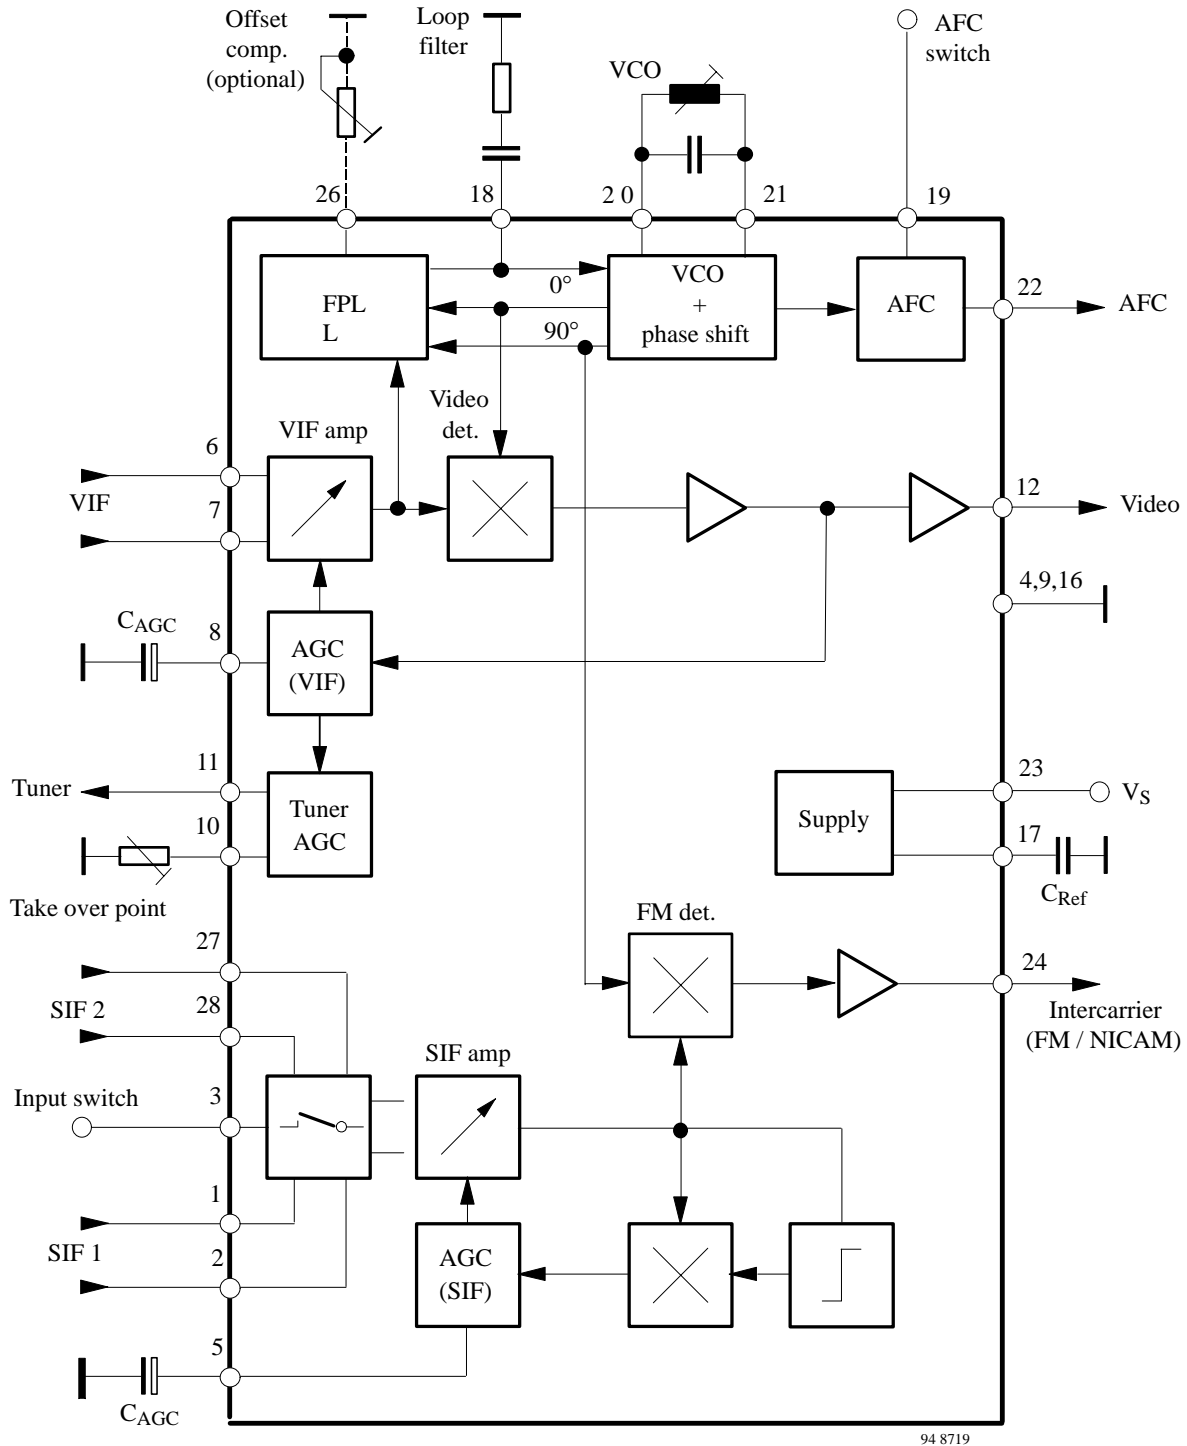 Offset
comp.
(optional)
Loop
filter
VCO
AFC
switch
26
18
2 0
21
19
FPL
L
0°
90°
VCO
+
phase shift
AFC
22
AFC
VIF amp
Video
det.
6
VIF
7
12
Video
4,9,16
CAGC
8
AGC
(VIF)
11
Tuner
10
Tuner
AGC
Take over point
Supply
23
VS
17
CRef
FM det.
27
SIF 2
28
24
Intercarrier
(FM / NICAM)
SIF amp
Input switch
3
1
SIF 1
2
AGC
(SIF)
5
CAGC
94 8719